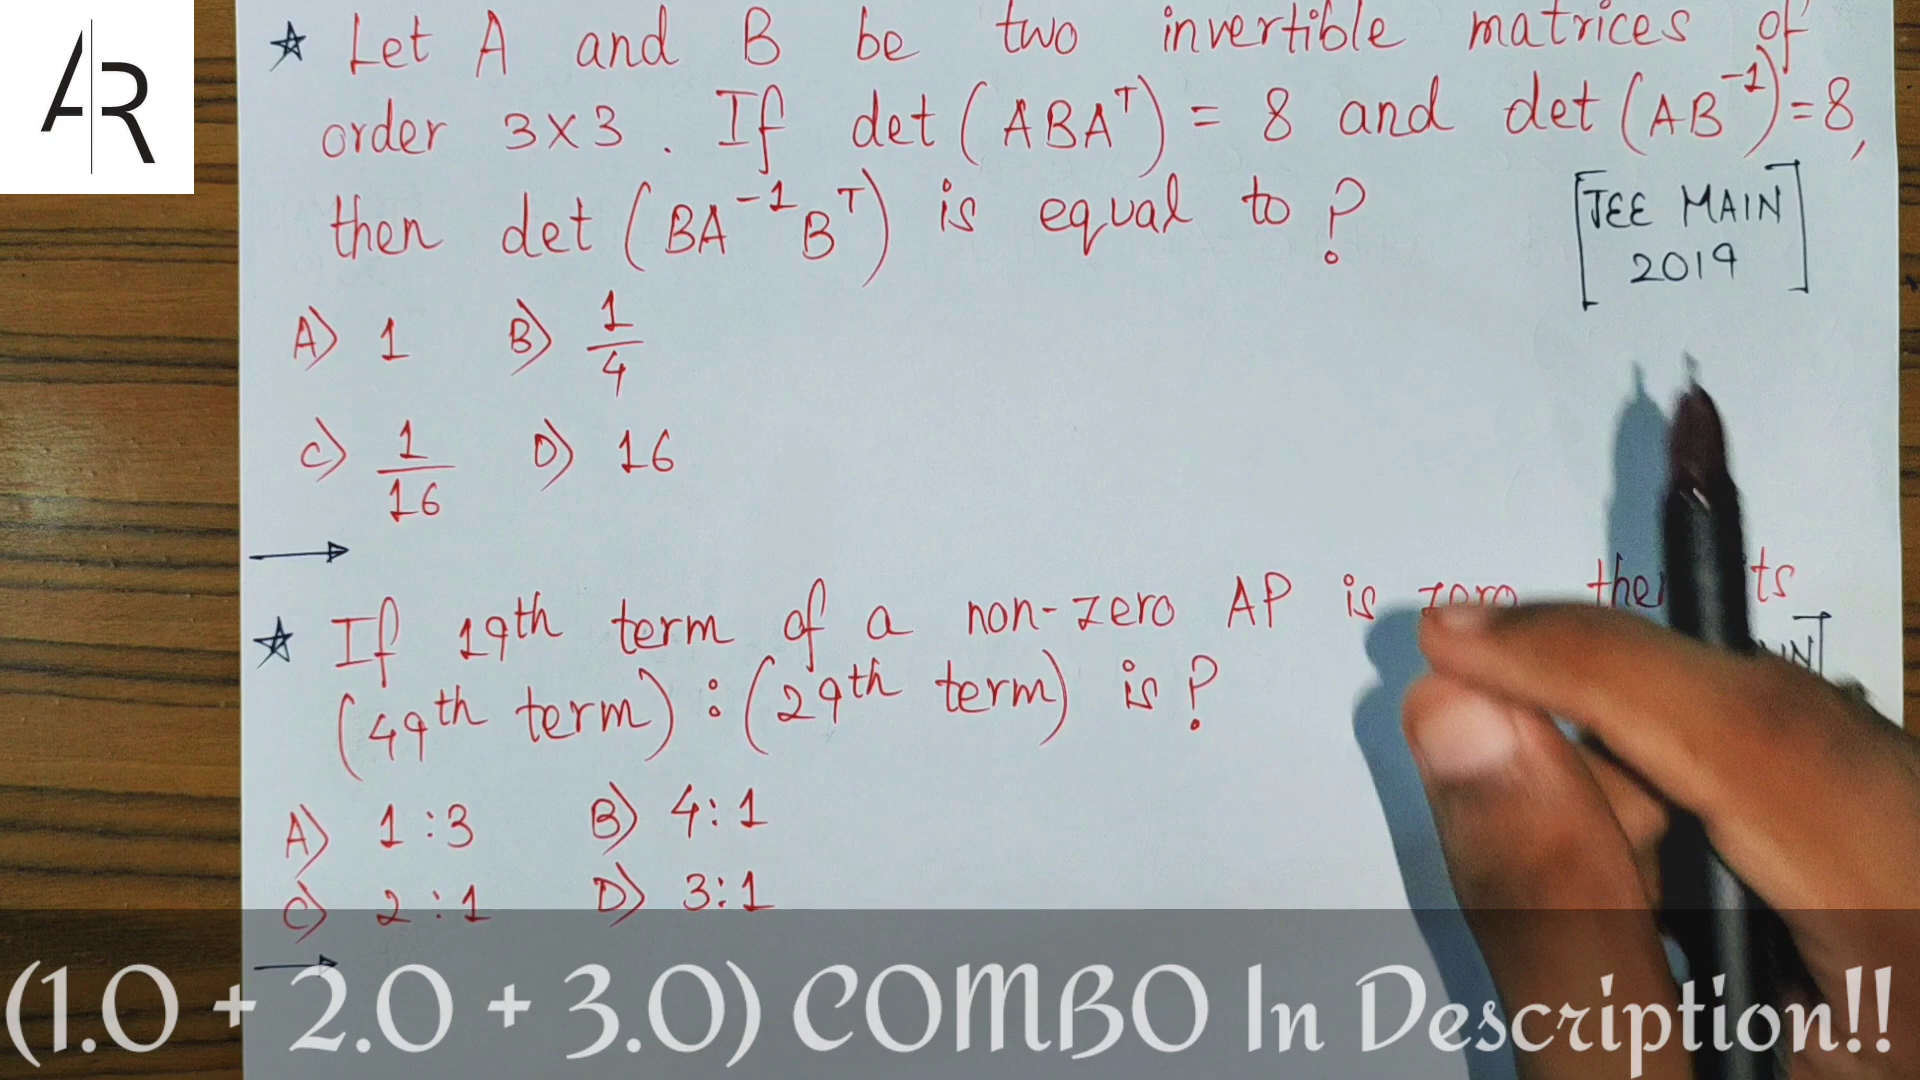 AR
☆ Let A and B be two invertible matrices of
order 3×3. If det (ABAᵀ) = 8 and det (AB⁻¹) = 8,
then det (BA⁻¹Bᵀ) is equal to ?
[JEE MAIN
2019]
A) 1 B) 1/4
C) 1/16 D) 16
→
☆ If 19th term of a non-zero AP is zero, its
(49th term) : (29th term) is ?
A) 1:3 B) 4:1
C) 2:1 D) 3:1
→
(1.0 + 2.0 + 3.0) COMBO In Description!!